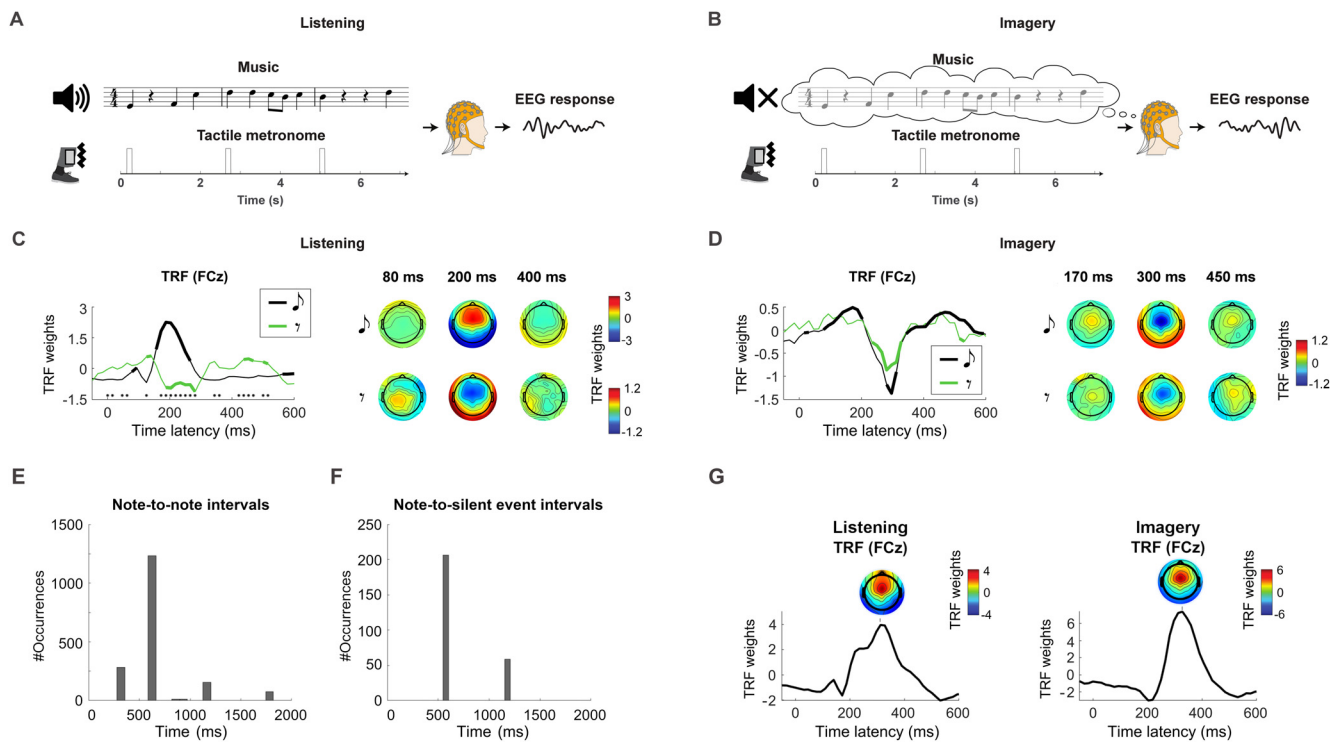 A
Listening
Music
Tactile metronome
0 2 4 6
Time (s)
EEG response
B
Imagery
Music
Tactile metronome
0 2 4 6
Time (s)
EEG response
C
Listening
TRF (FCz)
TRF weights
3
1.5
0
-1.5
0 200 400 600
Time latency (ms)
80 ms 200 ms 400 ms
3
0
-3
1.2
0
-1.2
TRF weights
D
Imagery
TRF (FCz)
TRF weights
0.5
0
-0.5
-1
-1.5
0 200 400 600
Time latency (ms)
170 ms 300 ms 450 ms
TRF weights
1.2
0
-1.2
E
Note-to-note intervals
#Occurrences
1500
1250
1000
500
250
0
0 500 1000 1500 2000
Time (ms)
F
Note-to-silent event intervals
#Occurrences
250
200
150
100
50
0
0 500 1000 1500 2000
Time (ms)
G
Listening
TRF (FCz)
TRF weights
4
0
-4
TRF weights
4
2
0
-2
0 200 400 600
Time latency (ms)
Imagery
TRF (FCz)
TRF weights
6
0
-6
TRF weights
6
4
2
0
-2
0 200 400 600
Time latency (ms)